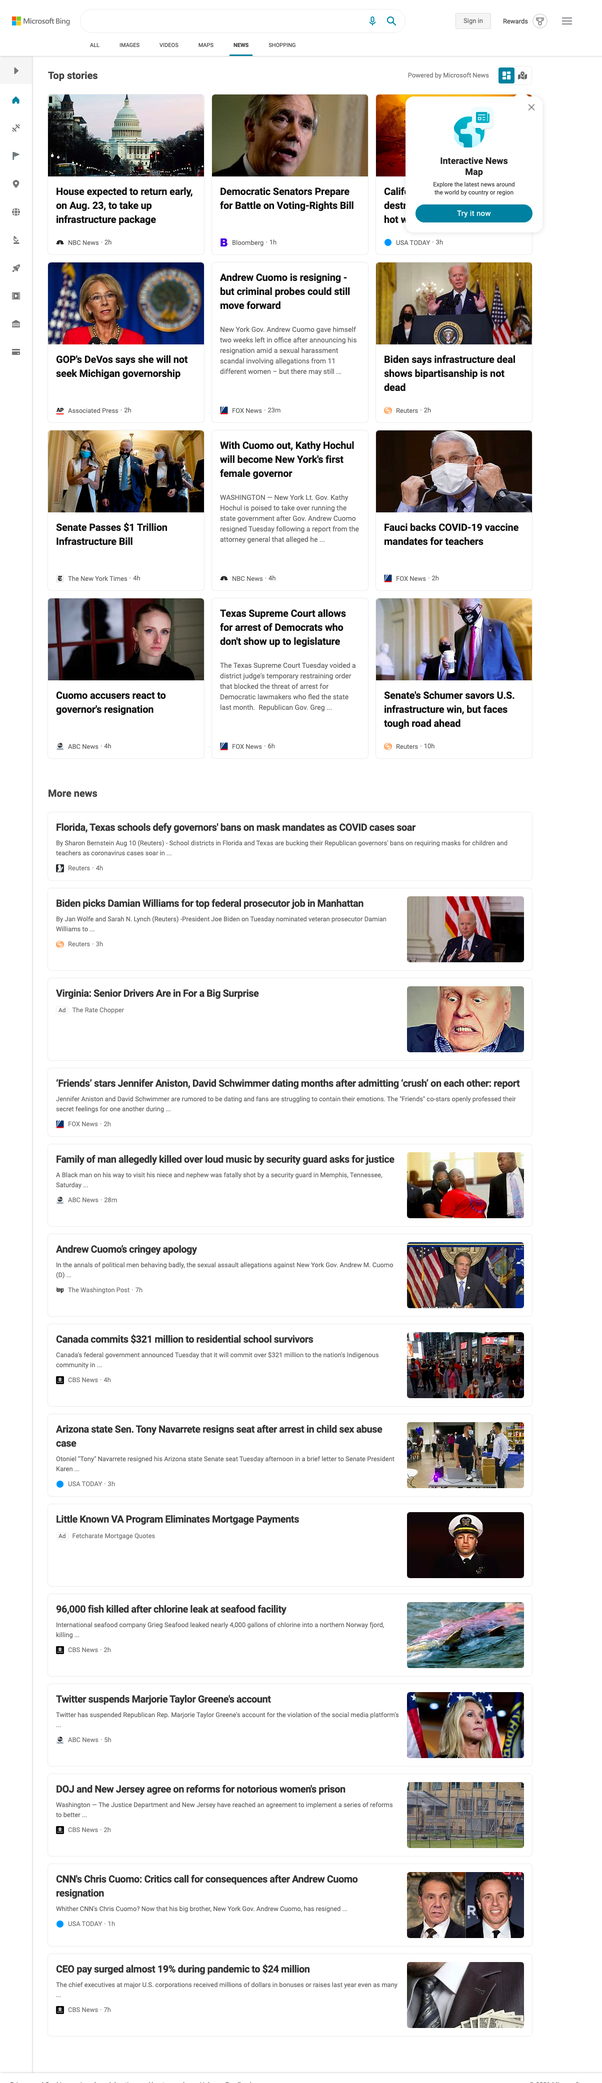 Microsoft Bing
Sign in
Rewards
ALL
IMAGES
VIDEOS
MAPS
NEWS
SHOPPING
Top stories
Powered by Microsoft News
House expected to return early,
on Aug. 23, to take up
infrastructure package
NBC News · 2h
Democratic Senators Prepare
for Battle on Voting-Rights Bill
Bloomberg · 1h
Calif
destr
hot w
USA TODAY · 3h
Interactive News
Map
Explore the latest news around
the world by country or region
Try it now
GOP's DeVos says she will not
seek Michigan governorship
AP Associated Press · 2h
Andrew Cuomo is resigning -
but criminal probes could still
move forward
New York Gov. Andrew Cuomo gave himself
two weeks left in office after announcing his
resignation amid a sexual harassment
scandal involving allegations from 11
different women – but there may still ...
FOX News · 23m
Biden says infrastructure deal
shows bipartisanship is not
dead
Reuters · 2h
Senate Passes $1 Trillion
Infrastructure Bill
The New York Times · 4h
With Cuomo out, Kathy Hochul
will become New York's first
female governor
WASHINGTON — New York Lt. Gov. Kathy
Hochul is poised to take over running the
state government after Gov. Andrew Cuomo
resigned Tuesday following a report from the
attorney general that alleged he ...
NBC News · 4h
Fauci backs COVID-19 vaccine
mandates for teachers
FOX News · 2h
Cuomo accusers react to
governor's resignation
ABC News · 4h
Texas Supreme Court allows
for arrest of Democrats who
don't show up to legislature
The Texas Supreme Court Tuesday voided a
district judge's temporary restraining order
that blocked the threat of arrest for
Democratic lawmakers who fled the state
last month. Republican Gov. Greg ...
FOX News · 6h
Senate's Schumer savors U.S.
infrastructure win, but faces
tough road ahead
Reuters · 10h
More news
Florida, Texas schools defy governors' bans on mask mandates as COVID cases soar
By Sharon Bernstein Aug 10 (Reuters) - School districts in Florida and Texas are bucking their Republican governors' bans on requiring masks for children and
teachers as coronavirus cases soar in ...
Reuters · 4h
Biden picks Damian Williams for top federal prosecutor job in Manhattan
By Jan Wolfe and Sarah N. Lynch (Reuters) -President Joe Biden on Tuesday nominated veteran prosecutor Damian
Williams to ...
Reuters · 3h
Virginia: Senior Drivers Are in For a Big Surprise
Ad The Rate Chopper
'Friends' stars Jennifer Aniston, David Schwimmer dating months after admitting 'crush' on each other: report
Jennifer Aniston and David Schwimmer are rumored to be dating and fans are struggling to contain their emotions. The "Friends" co-stars openly professed their
secret feelings for one another during ...
FOX News · 2h
Family of man allegedly killed over loud music by security guard asks for justice
A Black man on his way to visit his niece and nephew was fatally shot by a security guard in Memphis, Tennessee,
Saturday ...
ABC News · 28m
Andrew Cuomo's cringey apology
In the annals of political men behaving badly, the sexual assault allegations against New York Gov. Andrew M. Cuomo
(D) ...
wp The Washington Post · 7h
Canada commits $321 million to residential school survivors
Canada's federal government announced Tuesday that it will commit over $321 million to the nation's Indigenous
community in ...
CBS News · 4h
Arizona state Sen. Tony Navarrete resigns seat after arrest in child sex abuse
case
Otoniel "Tony" Navarrete resigned his Arizona state Senate seat Tuesday afternoon in a brief letter to Senate President
Karen ...
USA TODAY · 3h
Little Known VA Program Eliminates Mortgage Payments
Ad Fetcharate Mortgage Quotes
96,000 fish killed after chlorine leak at seafood facility
International seafood company Grieg Seafood leaked nearly 4,000 gallons of chlorine into a northern Norway fjord,
killing ...
CBS News · 2h
Twitter suspends Marjorie Taylor Greene's account
Twitter has suspended Republican Rep. Marjorie Taylor Greene's account for the violation of the social media platform's
...
ABC News · 5h
DOJ and New Jersey agree on reforms for notorious women's prison
Washington — The Justice Department and New Jersey have reached an agreement to implement a series of reforms
to better ...
CBS News · 2h
CNN's Chris Cuomo: Critics call for consequences after Andrew Cuomo
resignation
Whither CNN's Chris Cuomo? Now that his big brother, New York Gov. Andrew Cuomo, has resigned ...
USA TODAY · 1h
CEO pay surged almost 19% during pandemic to $24 million
The chief executives at major U.S. corporations received millions of dollars in bonuses or raises last year even as many
...
CBS News · 7h